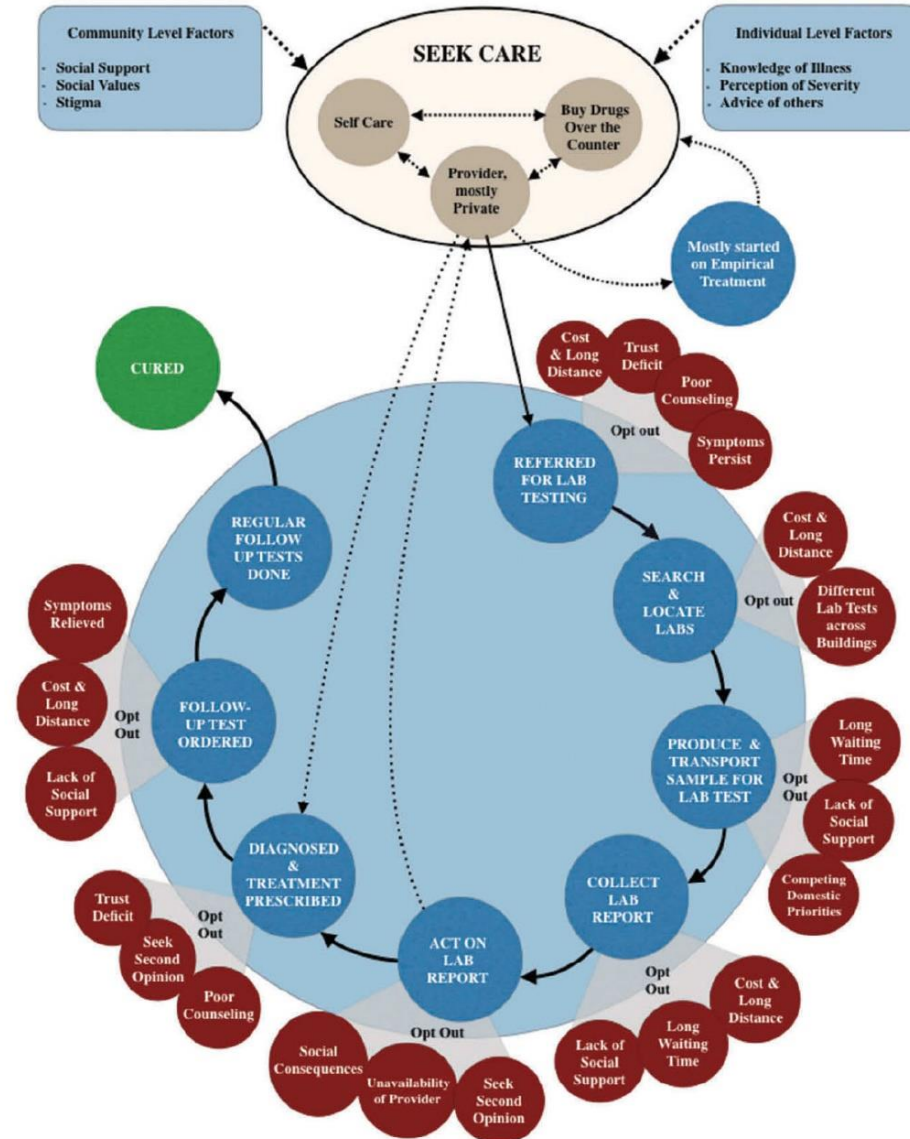 Community Level Factors
- Social Support
- Social Values
- Stigma
SEEK CARE
Self Care
Buy Drugs
Over the
Counter
Provider,
mostly
Private
Individual Level Factors
- Knowledge of Illness
- Perception of Severity
- Advice of others
Mostly started
on Empirical
Treatment
CURED
Cost
& Long
Distance
Trust
Deficit
Poor
Counseling
Symptoms
Persist
Opt out
REFERRED
FOR LAB
TESTING
SEARCH
&
LOCATE
LABS
Opt out
Cost &
Long
Distance
Different
Lab Tests
across
Buildings
PRODUCE &
TRANSPORT
SAMPLE FOR
LAB TEST
Opt
Out
Long
Waiting
Time
Lack of
Social
Support
Competing
Domestic
Priorities
COLLECT
LAB
REPORT
Opt
Out
Cost &
Long
Distance
Long
Waiting
Time
Lack of
Social
Support
ACT ON
LAB
REPORT
Opt Out
Social
Consequences
Unavailability
of Provider
Seek
Second
Opinion
DIAGNOSED
&
TREATMENT
PRESCRIBED
Opt
Out
Trust
Deficit
Seek
Second
Opinion
Poor
Counseling
FOLLOW-
UP TEST
ORDERED
Opt
Out
Symptoms
Relieved
Cost &
Long
Distance
Lack of
Social
Support
REGULAR
FOLLOW
UP TESTS
DONE